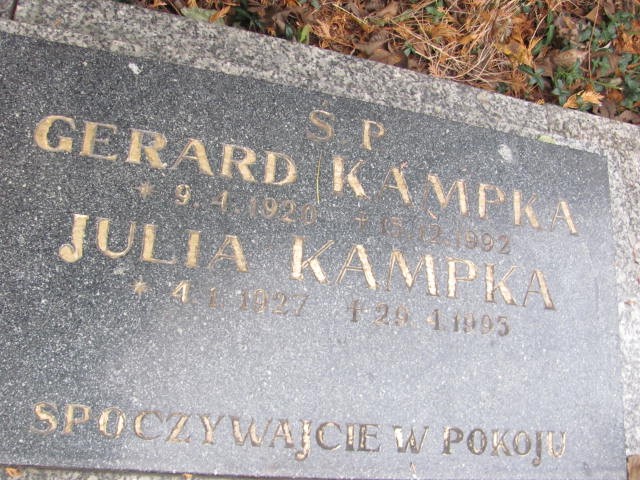 S P
GERARD KAMPKA
* 9.4.1920 + 15.12.1992
JULIA KAMPKA
* 4.1.1927 + 29.4.1995
SPOCZYWAJCIE W POKOJU